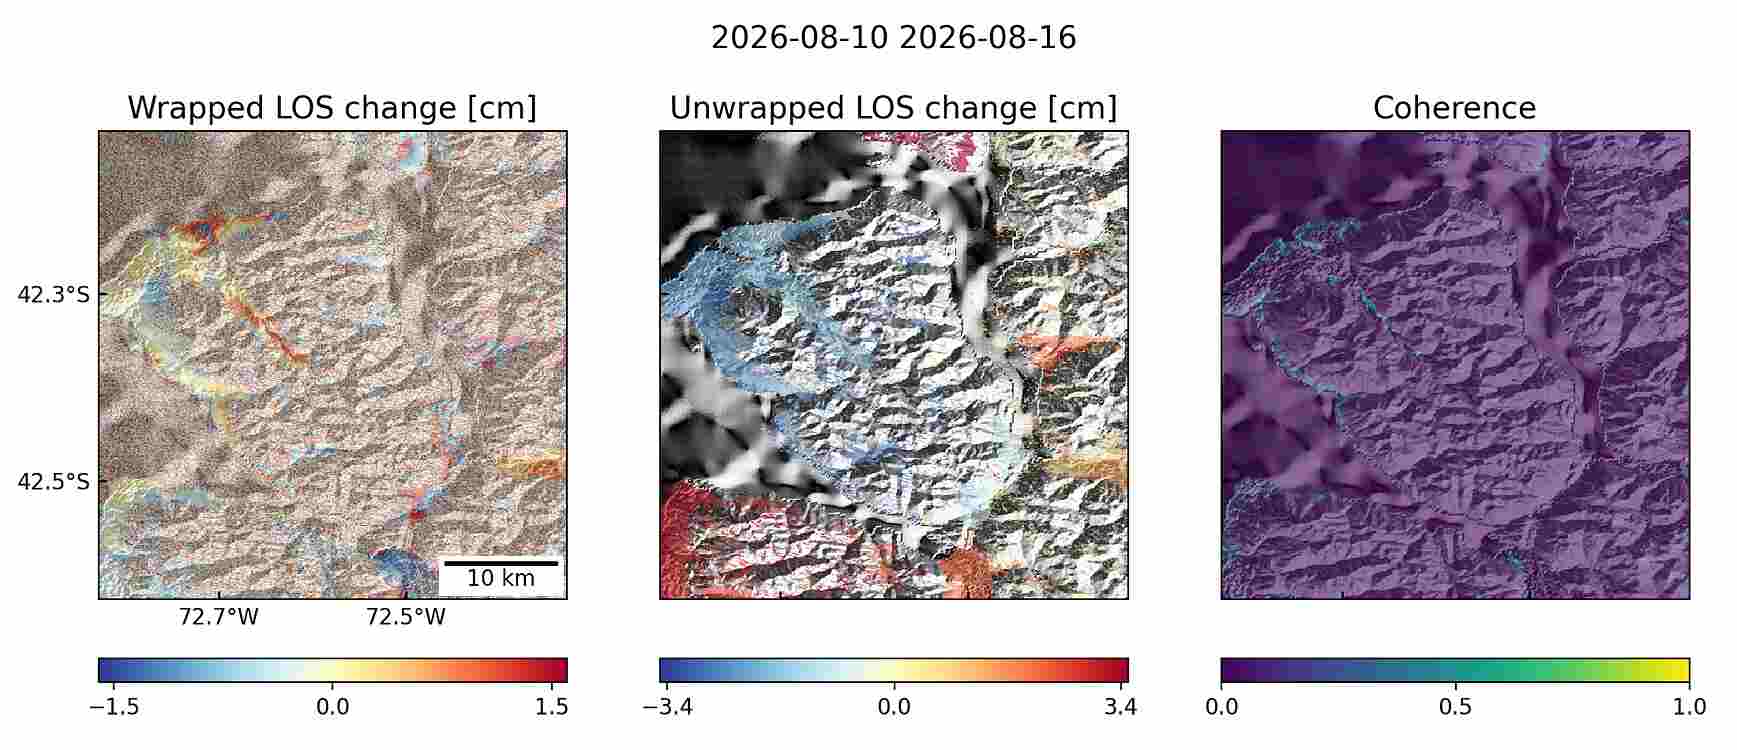 2026-08-10 2026-08-16
Wrapped LOS change [cm]
Unwrapped LOS change [cm]
Coherence
42.3°S
42.5°S
10 km
72.7°W
72.5°W
−1.5
0.0
1.5
−3.4
0.0
3.4
0.0
0.5
1.0